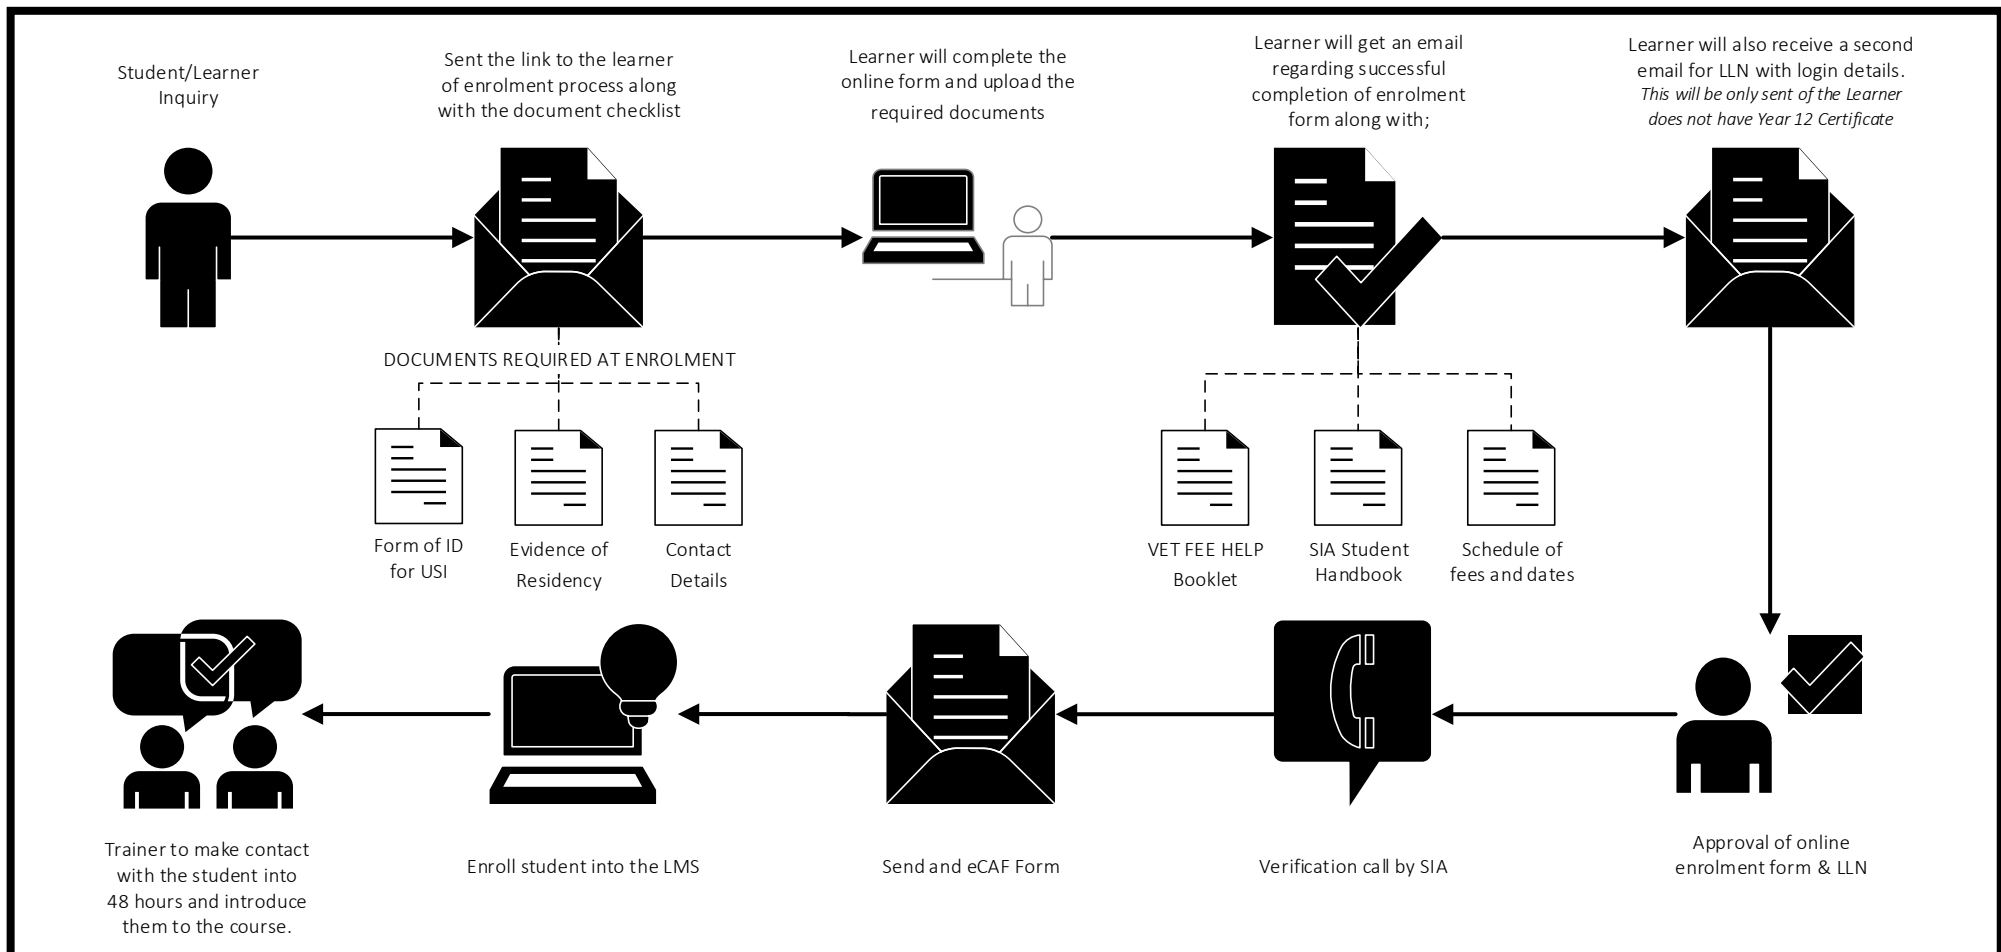 Student/Learner
Inquiry
Sent the link to the learner
of enrolment process along
with the document checklist
Learner will complete the
online form and upload the
required documents
Learner will get an email
regarding successful
completion of enrolment
form along with;
Learner will also receive a second
email for LLN with login details.
This will be only sent of the Learner
does not have Year 12 Certificate
DOCUMENTS REQUIRED AT ENROLMENT
Form of ID
for USI
Evidence of
Residency
Contact
Details
VET FEE HELP
Booklet
SIA Student
Handbook
Schedule of
fees and dates
Trainer to make contact
with the student into
48 hours and introduce
them to the course.
Enroll student into the LMS
Send and eCAF Form
Verification call by SIA
Approval of online
enrolment form & LLN